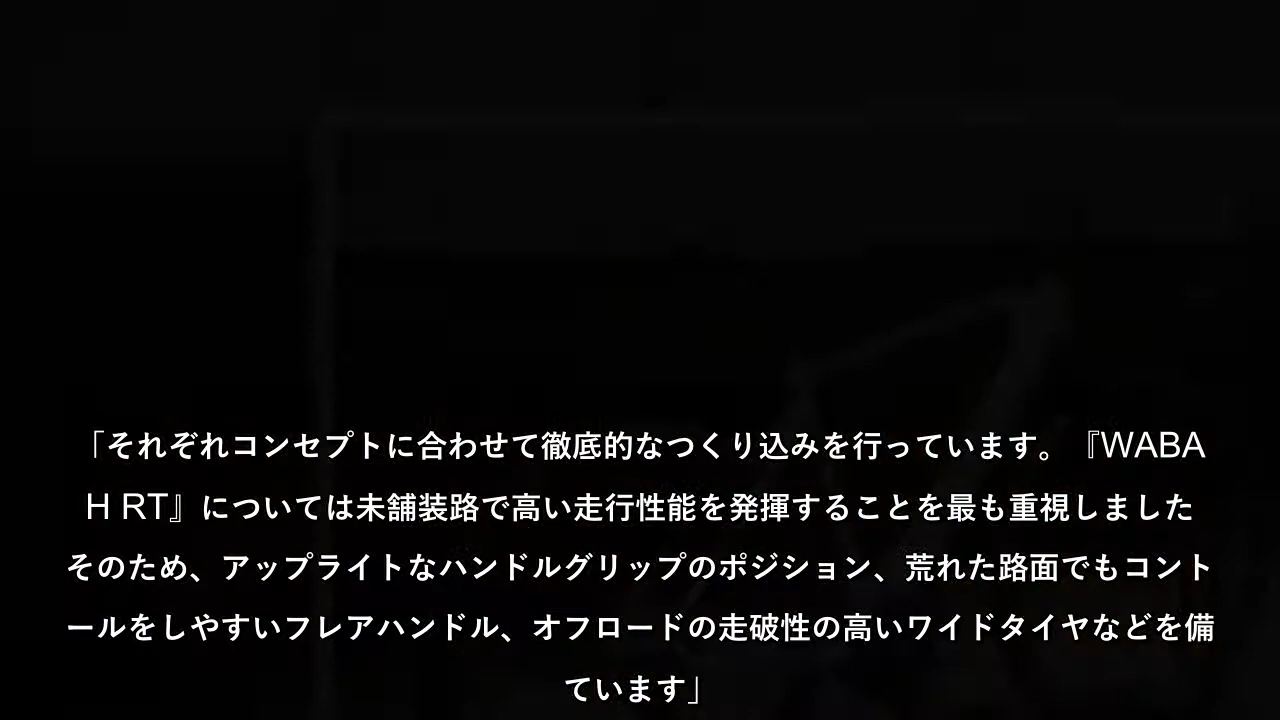 「それぞれコンセプトに合わせて徹底的なつくり込みを行っています。『WABA
H RT』については未舗装路で高い走行性能を発揮することを最も重視しました
そのため、アップライトなハンドルグリップのポジション、荒れた路面でもコント
ールをしやすいフレアハンドル、オフロードの走破性の高いワイドタイヤなどを備
ています」